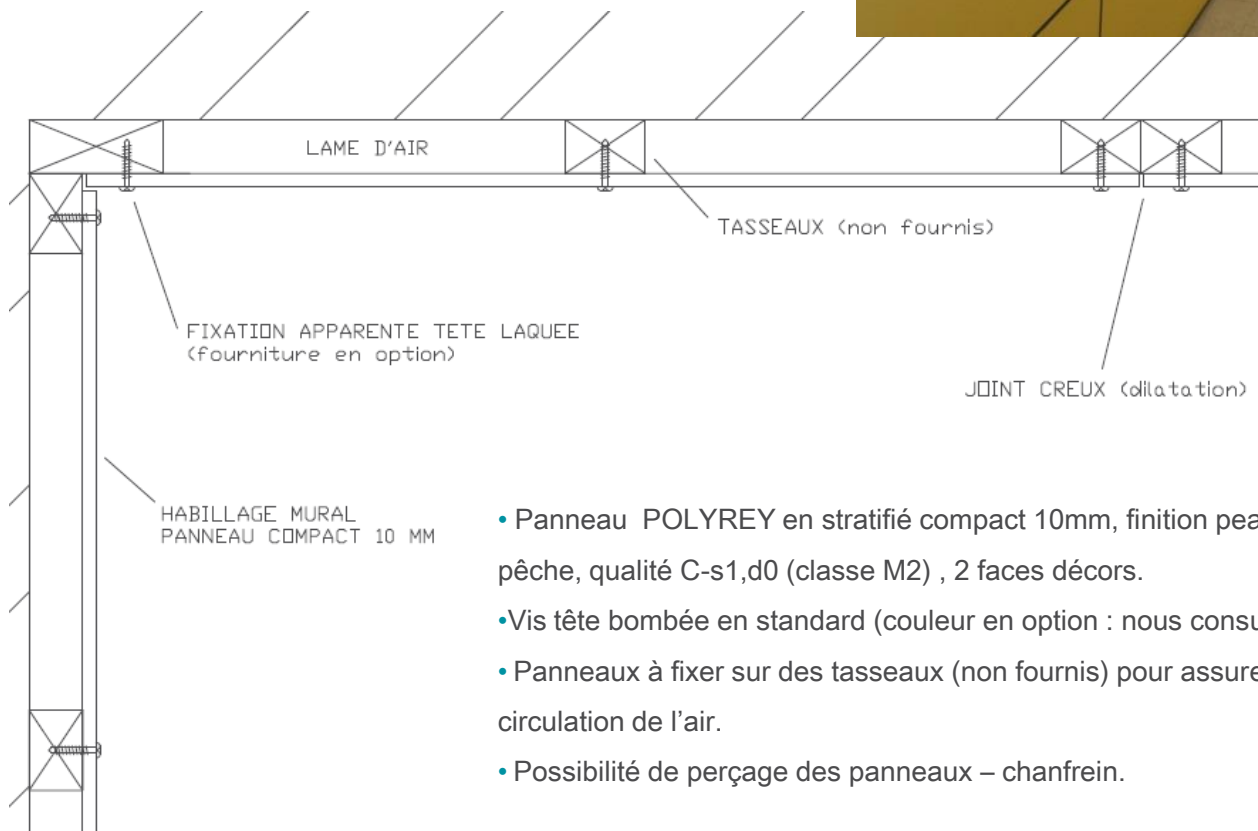 LAME D'AIR
TASSEAUX (non fournis)
FIXATION APPARENTE TETE LAQUEE
(fourniture en option)
JOINT CREUX (dilatation)
HABILLAGE MURAL
PANNEAU COMPACT 10 MM
• Panneau POLYREY en stratifié compact 10mm, finition
pêche, qualité C-s1,d0 (classe M2) , 2 faces décors.
•Vis tête bombée en standard (couleur en option : nous
• Panneaux à fixer sur des tasseaux (non fournis) pour
circulation de l'air.
• Possibilité de perçage des panneaux – chanfrein.